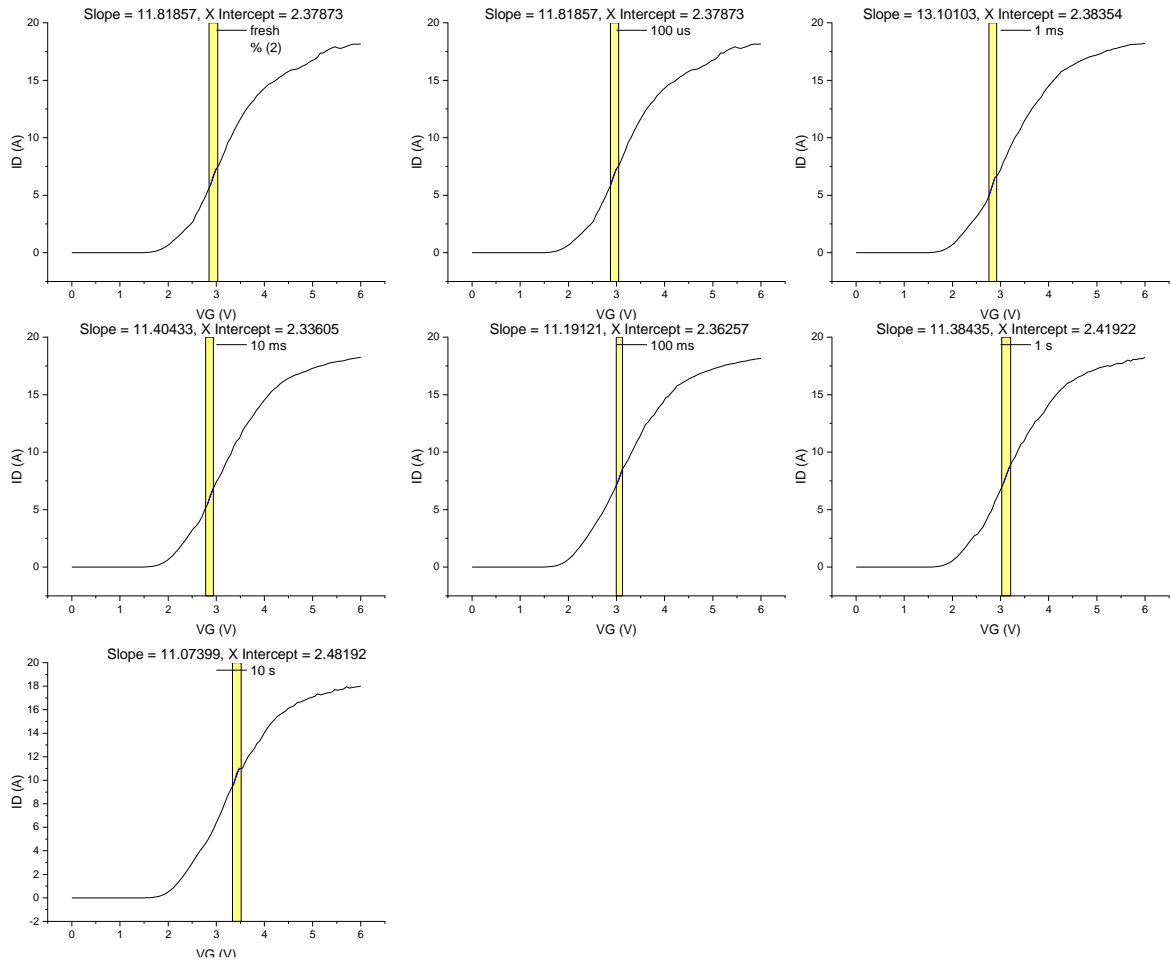 Slope = 11.81857, X Intercept = 2.37873
fresh
% (2)
20
15
10
5
0
ID (A)
0 1 2 3 4 5 6
VG (V)
Slope = 11.81857, X Intercept = 2.37873
100 us
20
15
10
5
0
ID (A)
0 1 2 3 4 5 6
VG (V)
Slope = 13.10103, X Intercept = 2.38354
1 ms
20
15
10
5
0
ID (A)
0 1 2 3 4 5 6
VG (V)
Slope = 11.40433, X Intercept = 2.33605
10 ms
20
15
10
5
0
ID (A)
0 1 2 3 4 5 6
VG (V)
Slope = 11.19121, X Intercept = 2.36257
100 ms
20
15
10
5
0
ID (A)
0 1 2 3 4 5 6
VG (V)
Slope = 11.38435, X Intercept = 2.41922
1 s
20
15
10
5
0
ID (A)
0 1 2 3 4 5 6
VG (V)
Slope = 11.07399, X Intercept = 2.48192
10 s
20
18
16
14
12
10
8
6
4
2
0
-2
ID (A)
0 1 2 3 4 5 6
VG (V)